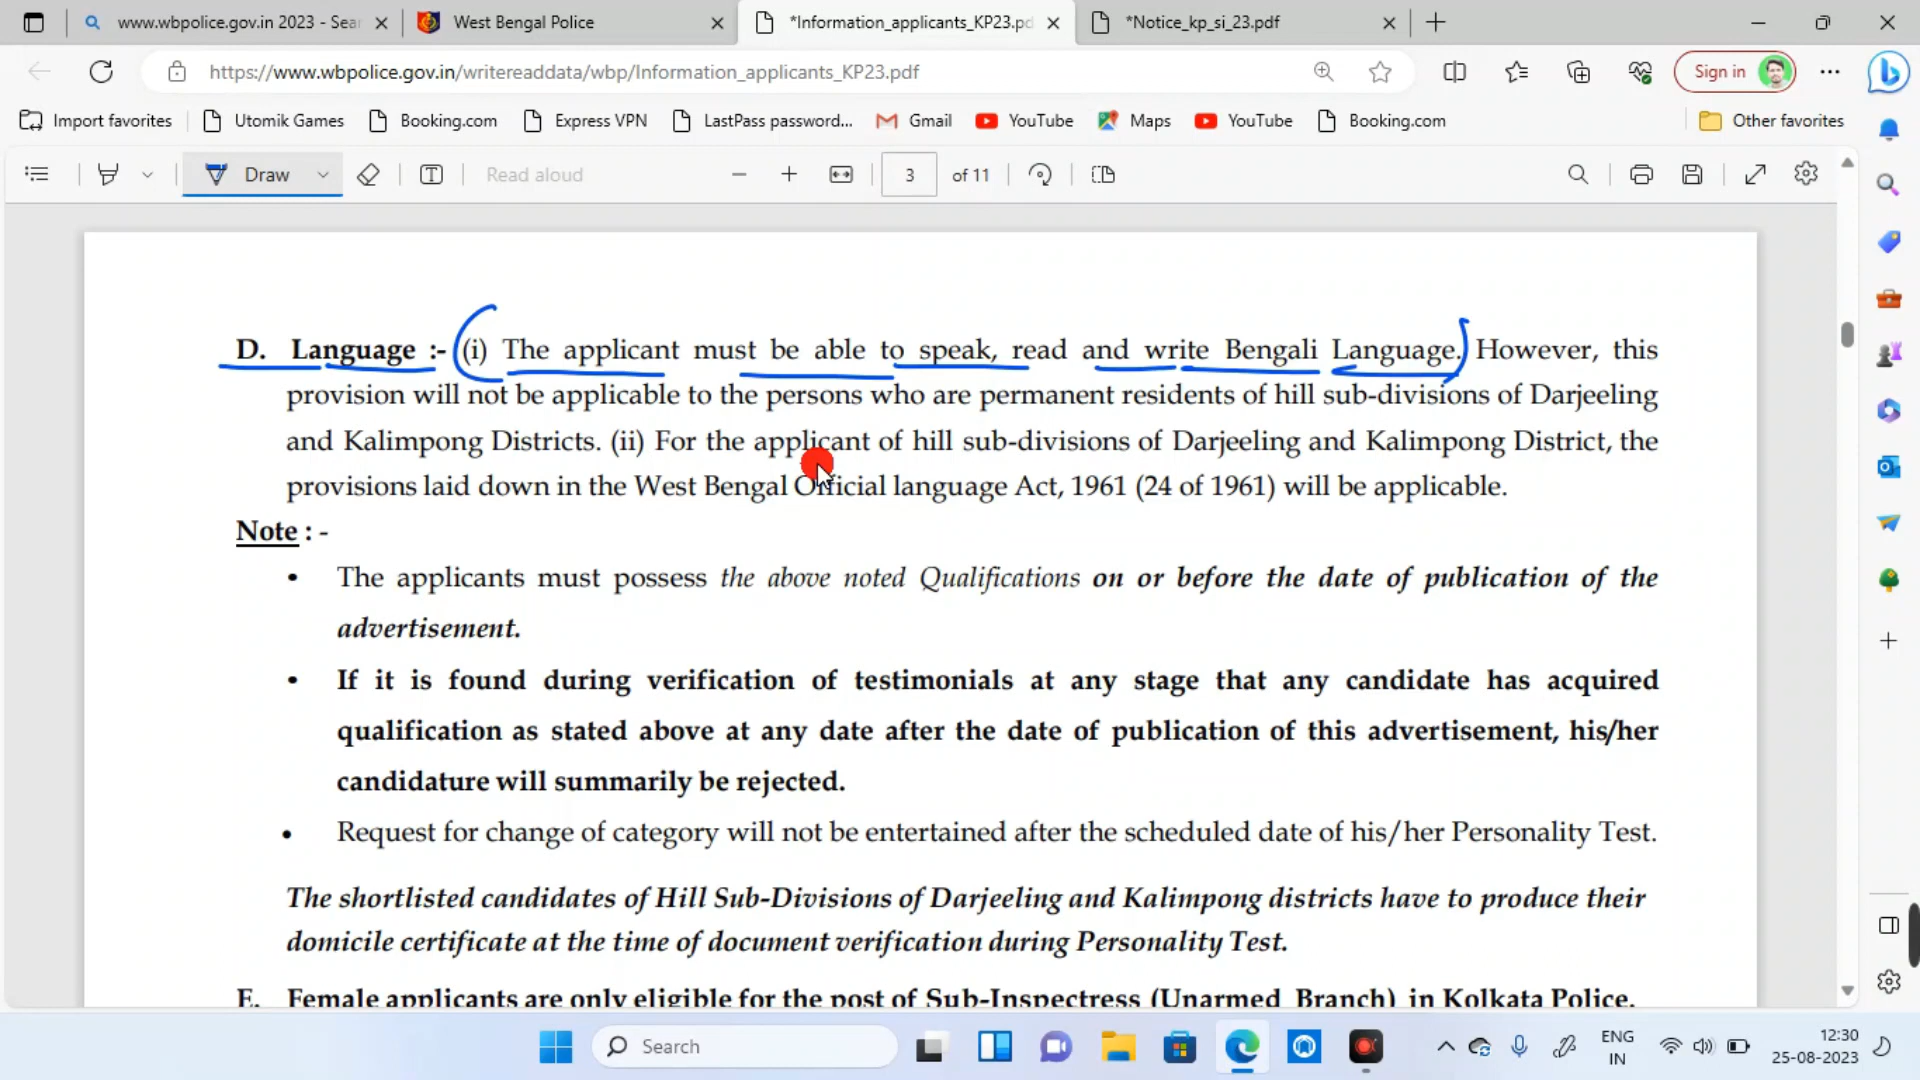 www.wbpolice.gov.in 2023 - Sear
West Bengal Police
*Information_applicants_KP23.pd
*Notice_kp_si_23.pdf
https://www.wbpolice.gov.in/writereaddata/wbp/Information_applicants_KP23.pdf
Sign in
Import favorites
Utomik Games
Booking.com
Express VPN
LastPass password...
Gmail
YouTube
Maps
YouTube
Booking.com
Other favorites
Draw
Read aloud
3 of 11
D. Language :- (i) The applicant must be able to speak, read and write Bengali Language. However, this
provision will not be applicable to the persons who are permanent residents of hill sub-divisions of Darjeeling
and Kalimpong Districts. (ii) For the applicant of hill sub-divisions of Darjeeling and Kalimpong District, the
provisions laid down in the West Bengal Official language Act, 1961 (24 of 1961) will be applicable.
Note : -
• The applicants must possess the above noted Qualifications on or before the date of publication of the
advertisement.
• If it is found during verification of testimonials at any stage that any candidate has acquired
qualification as stated above at any date after the date of publication of this advertisement, his/her
candidature will summarily be rejected.
• Request for change of category will not be entertained after the scheduled date of his/her Personality Test.
The shortlisted candidates of Hill Sub-Divisions of Darjeeling and Kalimpong districts have to produce their
domicile certificate at the time of document verification during Personality Test.
E. Female applicants are only eligible for the post of Sub-Inspectress (Unarmed Branch) in Kolkata Police.
Search
ENG
IN
12:30
25-08-2023